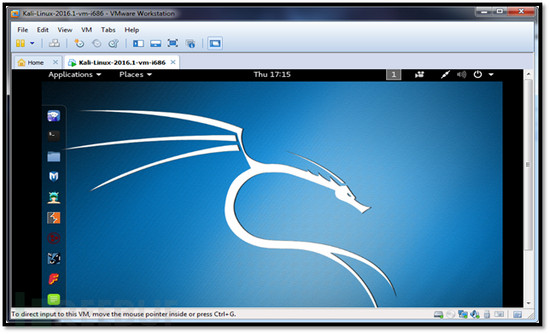 Kali-Linux-2016.1-vm-i686 - VMware Workstation
File Edit View VM Tabs Help
Home Kali-Linux-2016.1-vm-i686
Applications Places Thu 17:15 1
To direct input to this VM, move the mouse pointer inside or press Ctrl+G.